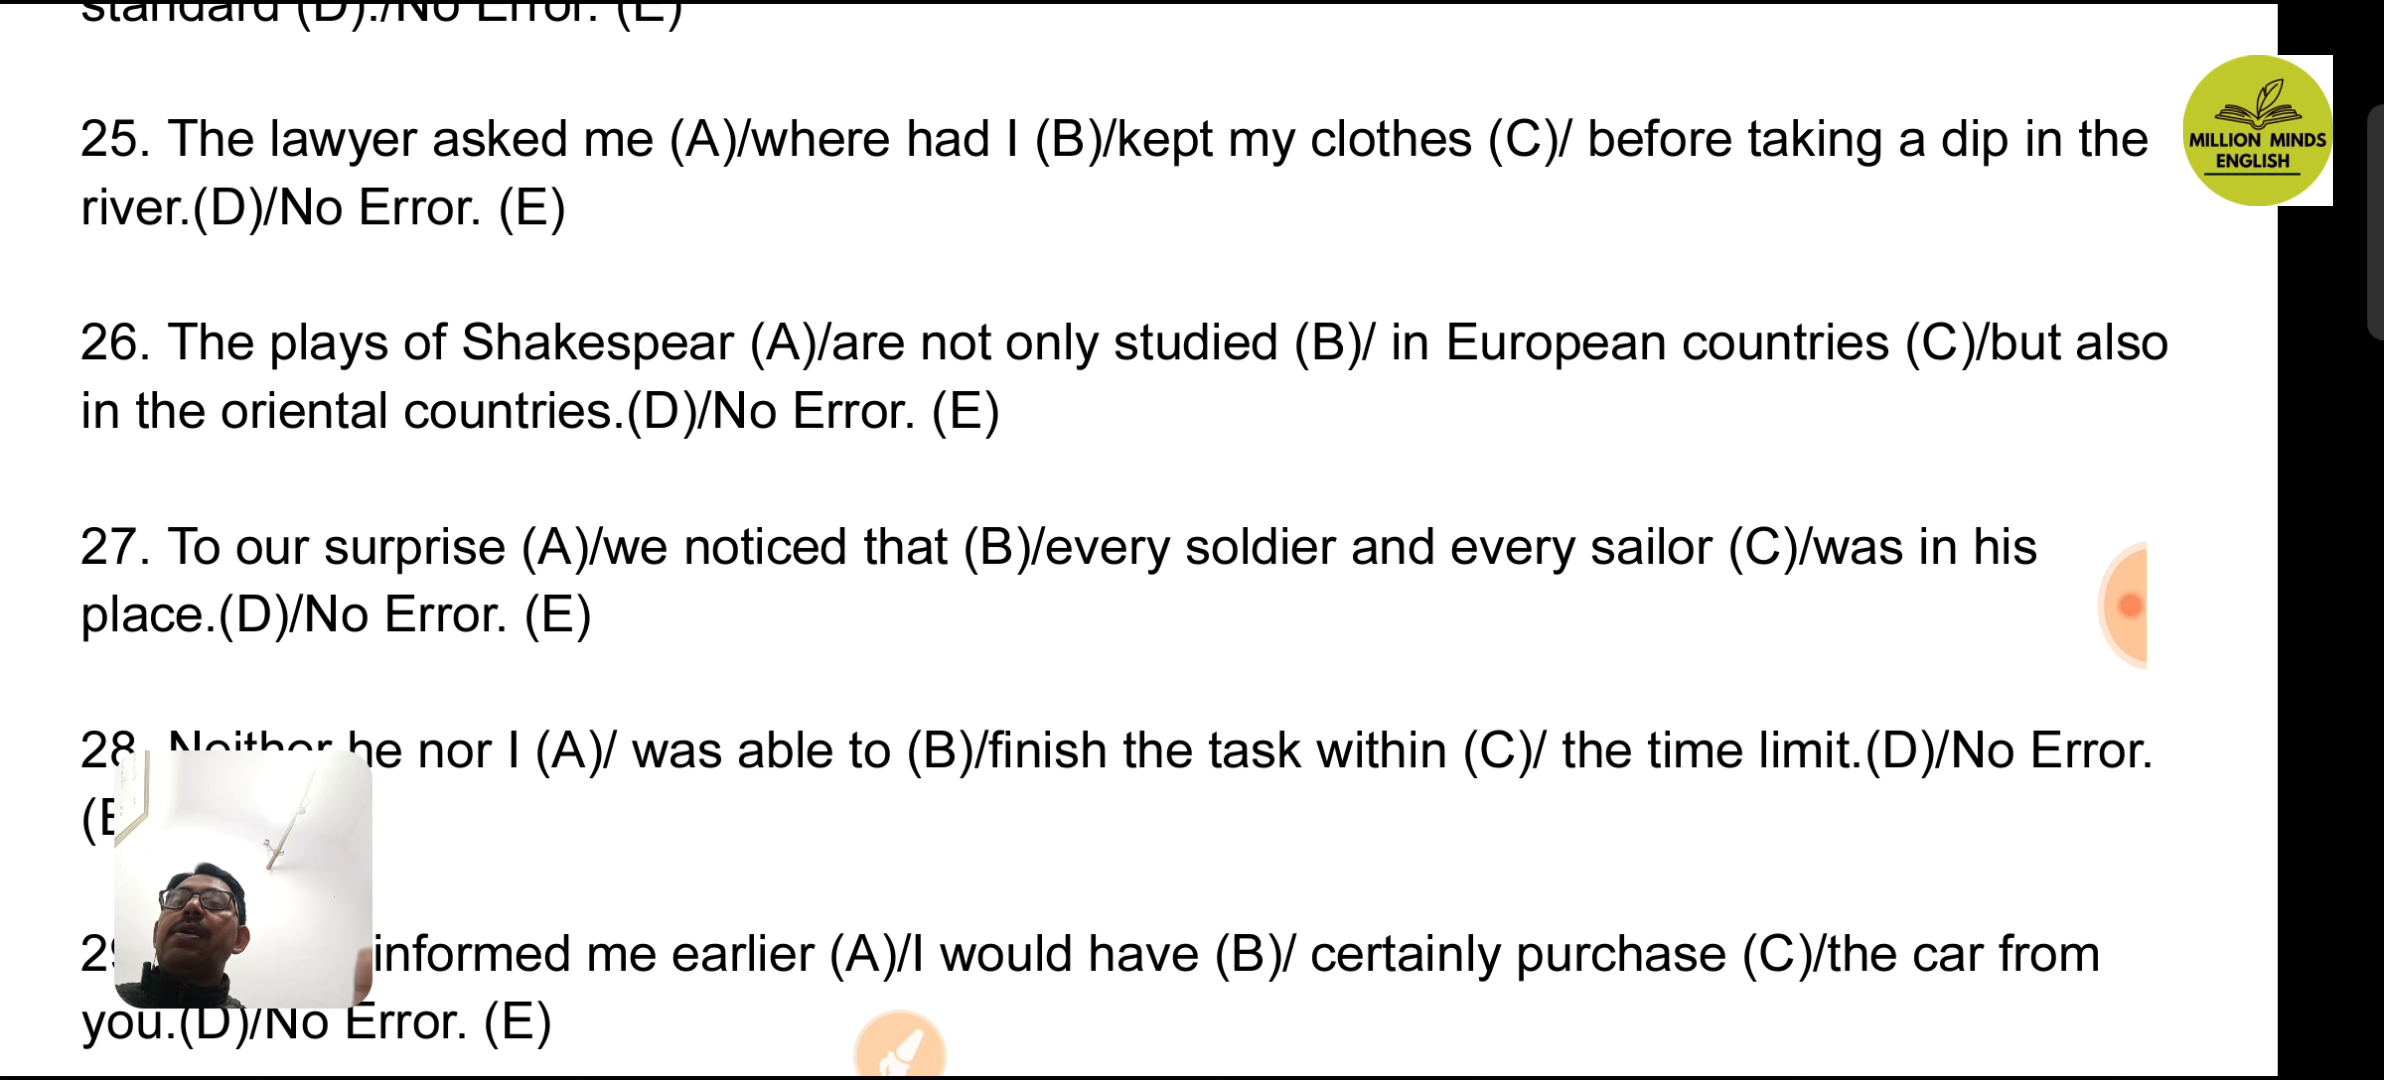 standard (D)./No Error. (E)
25. The lawyer asked me (A)/where had I (B)/kept my clothes (C)/ before taking a dip in the
river.(D)/No Error. (E)
MILLION MINDS
ENGLISH
26. The plays of Shakespear (A)/are not only studied (B)/ in European countries (C)/but also
in the oriental countries.(D)/No Error. (E)
27. To our surprise (A)/we noticed that (B)/every soldier and every sailor (C)/was in his
place.(D)/No Error. (E)
28. Neither he nor I (A)/ was able to (B)/finish the task within (C)/ the time limit.(D)/No Error.
(E
informed me earlier (A)/I would have (B)/ certainly purchase (C)/the car from
you.(D)/No Error. (E)